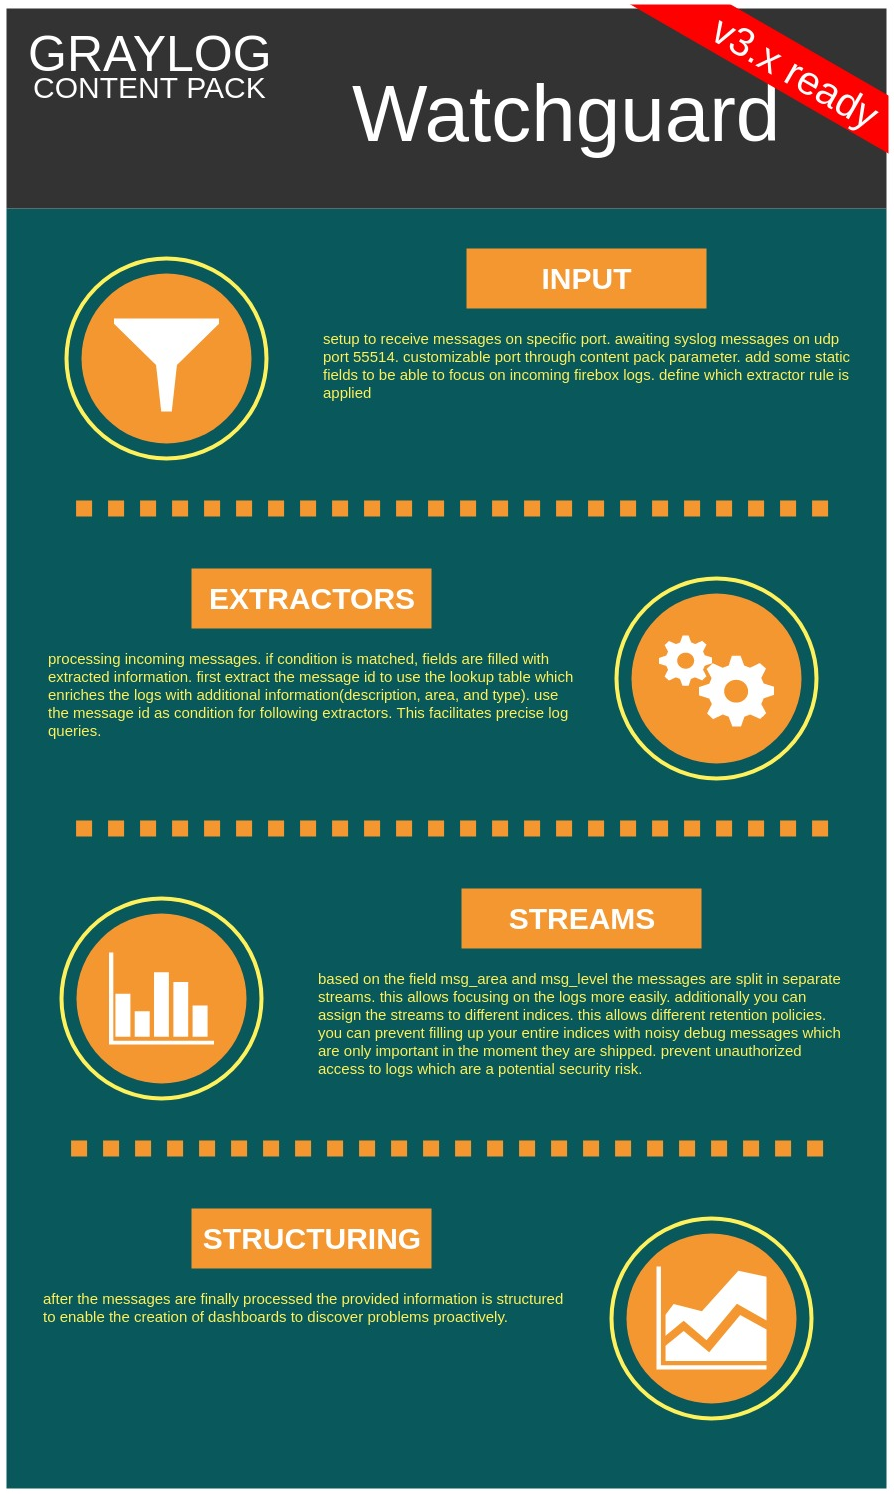 GRAYLOG
CONTENT PACK
v3.x ready
Watchguard
INPUT
setup to receive messages on specific port. awaiting syslog messages on udp
port 55514. customizable port through content pack parameter. add some static
fields to be able to focus on incoming firebox logs. define which extractor rule is
applied
EXTRACTORS
processing incoming messages. if condition is matched, fields are filled with
extracted information. first extract the message id to use the lookup table which
enriches the logs with additional information(description, area, and type). use
the message id as condition for following extractors. This facilitates precise log
queries.
STREAMS
based on the field msg_area and msg_level the messages are split in separate
streams. this allows focusing on the logs more easily. additionally you can
assign the streams to different indices. this allows different retention policies.
you can prevent filling up your entire indices with noisy debug messages which
are only important in the moment they are shipped. prevent unauthorized
access to logs which are a potential security risk.
STRUCTURING
after the messages are finally processed the provided information is structured
to enable the creation of dashboards to discover problems proactively.